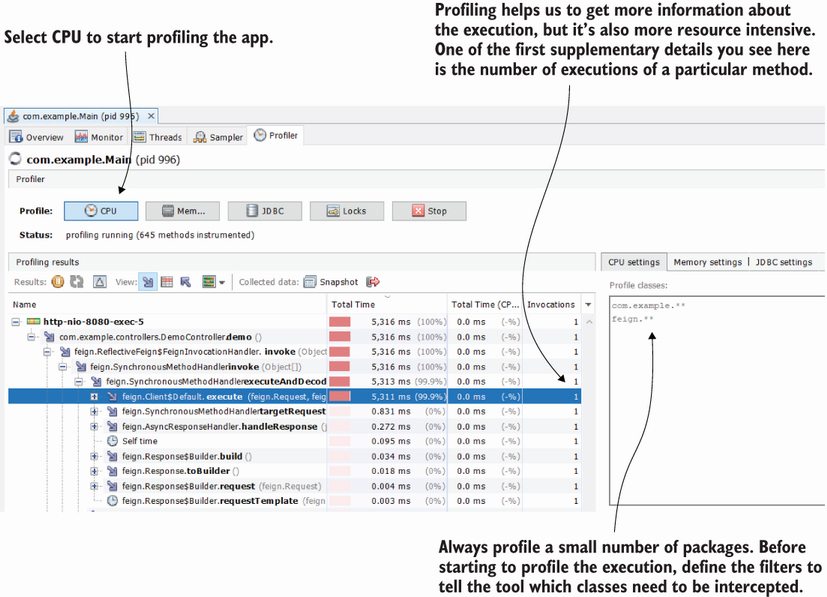 Select CPU to start profiling the app.
Profiling helps us to get more information about
the execution, but it's also more resource intensive.
One of the first supplementary details you see here
is the number of executions of a particular method.
com.example.Main (pid 996)
Overview Monitor Threads Sampler Profiler
com.example.Main (pid 996)
Profiler
Profile: CPU Mem... JDBC Locks Stop
Status: profiling running (645 methods instrumented)
Profiling results
CPU settings Memory settings JDBC settings
Results: View: Collected data: Snapshot
Profile classes:
Name Total Time Total Time (CP... Invocations
com.example.**
feign.**
http-nio-8080-exec-5 5,316 ms (100%) 0.0 ms (-%) 1
com.example.controllers.DemoController.demo () 5,316 ms (100%) 0.0 ms (-%) 1
feign.ReflectiveFeign$FeignInvocationHandler. invoke (Object 5,316 ms (100%) 0.0 ms (-%) 1
feign.SynchronousMethodHandlerinvoke (Object[]) 5,316 ms (100%) 0.0 ms (-%) 1
feign.SynchronousMethodHandlerexecuteAndDecod 5,313 ms (99.9%) 0.0 ms (-%) 1
feign.Client$Default. execute (feign.Request, feig 5,311 ms (99.9%) 0.0 ms (-%) 1
feign.SynchronousMethodHandlertargetRequest 0.831 ms (0%) 0.0 ms (-%) 1
feign.AsyncResponseHandler.handleResponse (j 0.272 ms (0%) 0.0 ms (-%) 1
Self time 0.095 ms (0%) 0.0 ms (-%) 1
feign.Response$Builder.build () 0.034 ms (0%) 0.0 ms (-%) 1
feign.Response.toBuilder () 0.018 ms (0%) 0.0 ms (-%) 1
feign.Response$Builder.request (feign.Request) 0.004 ms (0%) 0.0 ms (-%) 1
feign.Response$Builder.requestTemplate (feign 0.003 ms (0%) 0.0 ms (-%) 1
Always profile a small number of packages. Before
starting to profile the execution, define the filters to
tell the tool which classes need to be intercepted.